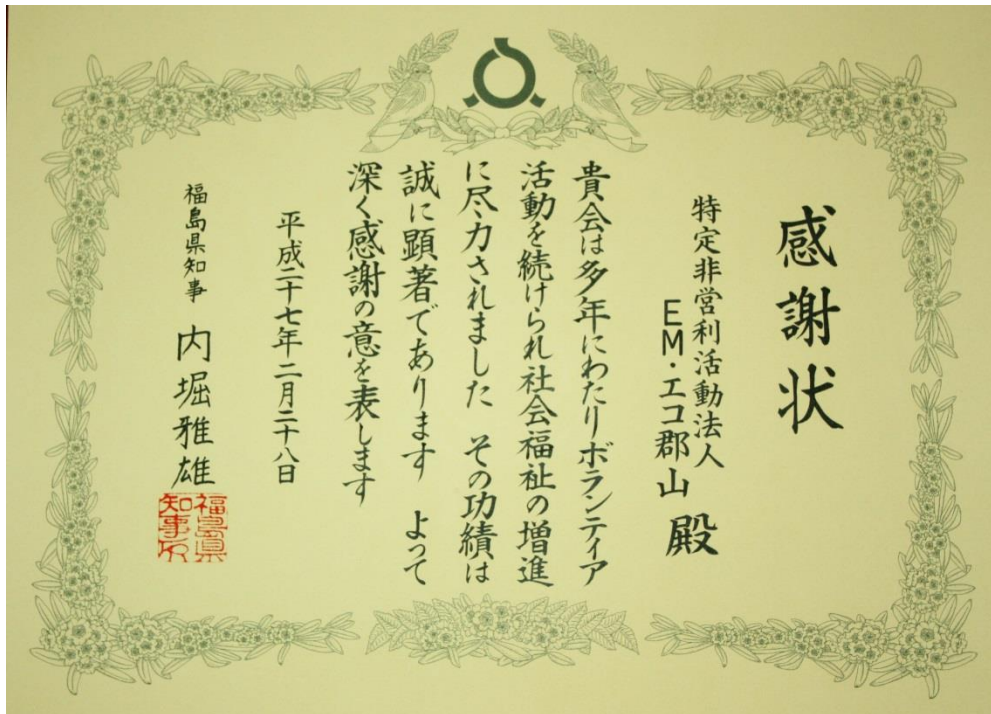 感謝状
特定非営利活動法人
EM・エコ郡山 殿
貴会は多年にわたりボランティア
活動を続けられ社会福祉の増進
に尽力されました その功績は
誠に顕著であります よって
深く感謝の意を表します
平成二十七年二月二十八日
福島県知事 内堀雅雄
福島県
知事印